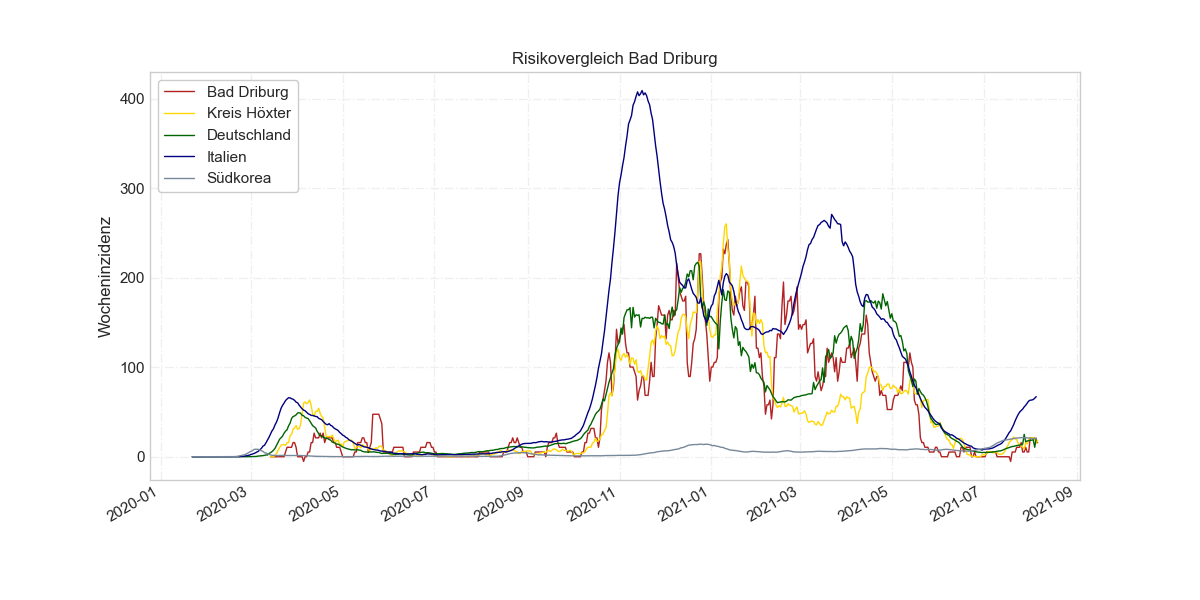 Risikovergleich Bad Driburg
Bad Driburg
Kreis Höxter
Deutschland
Italien
Südkorea
Wocheninzidenz
400
300
200
100
0
2020-01
2020-03
2020-05
2020-07
2020-09
2020-11
2021-01
2021-03
2021-05
2021-07
2021-09